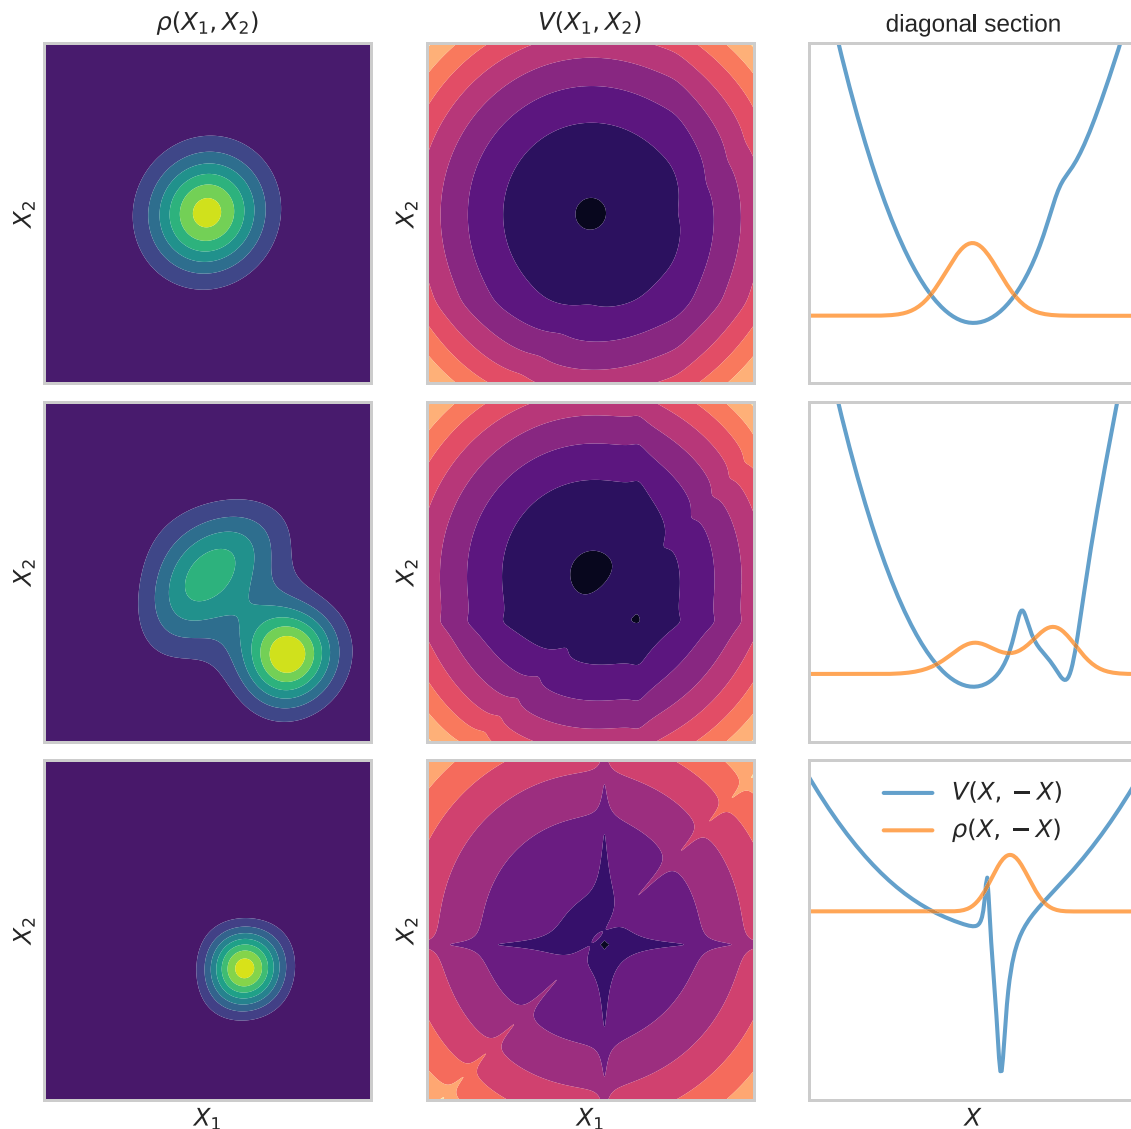 ρ(X₁, X₂)
V(X₁, X₂)
diagonal section
X₂
X₂
X₂
X₂
X₂
X₂
V(X, −X)
ρ(X, −X)
X₁
X₁
X